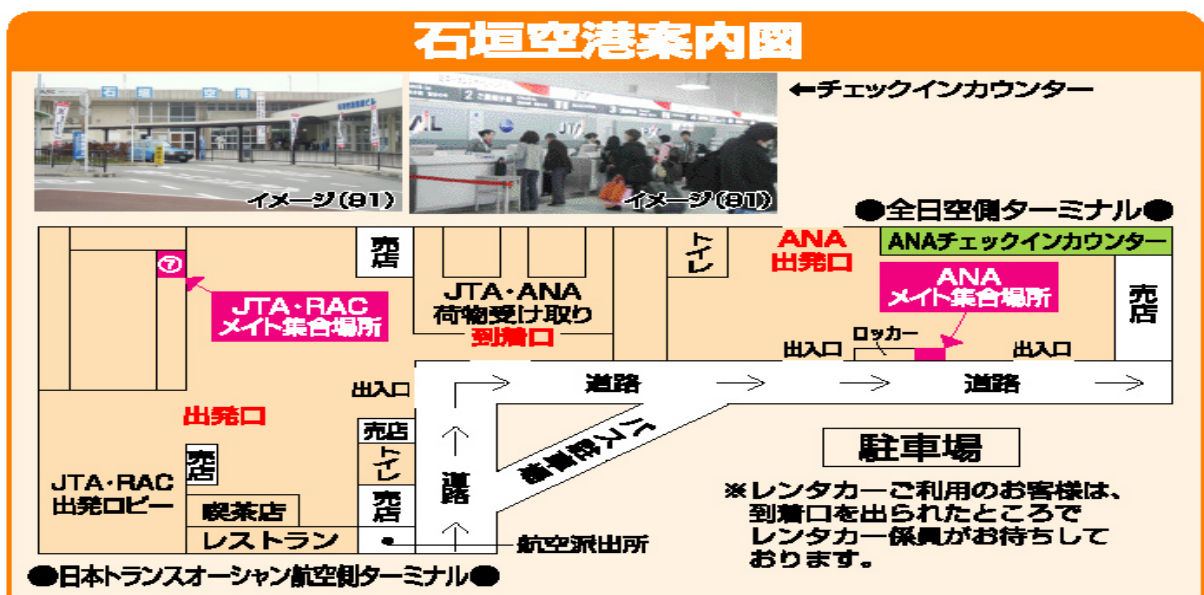 石垣空港案内図
←チェックインカウンター
石垣空港
イメージ(81)
JTA
イメージ(81)
●全日空側ターミナル●
売店
トイレ
ANA
出発口
ANAチェックインカウンター
⑦
JTA・RAC
メイト集合場所
JTA・ANA
荷物受け取り
到着口
ANA
メイト集合場所
売店
出入口
ロッカー
出入口
出入口
道路
道路
出発口
売店
バス駐車場
駐車場
売店
トイレ
道路
JTA・RAC
出発ロビー
喫茶店
売店
レストラン
航空派出所
※レンタカーご利用のお客様は、
到着口を出られたところで
レンタカー係員がお待ちして
おります。
●日本トランスオーシャン航空側ターミナル●